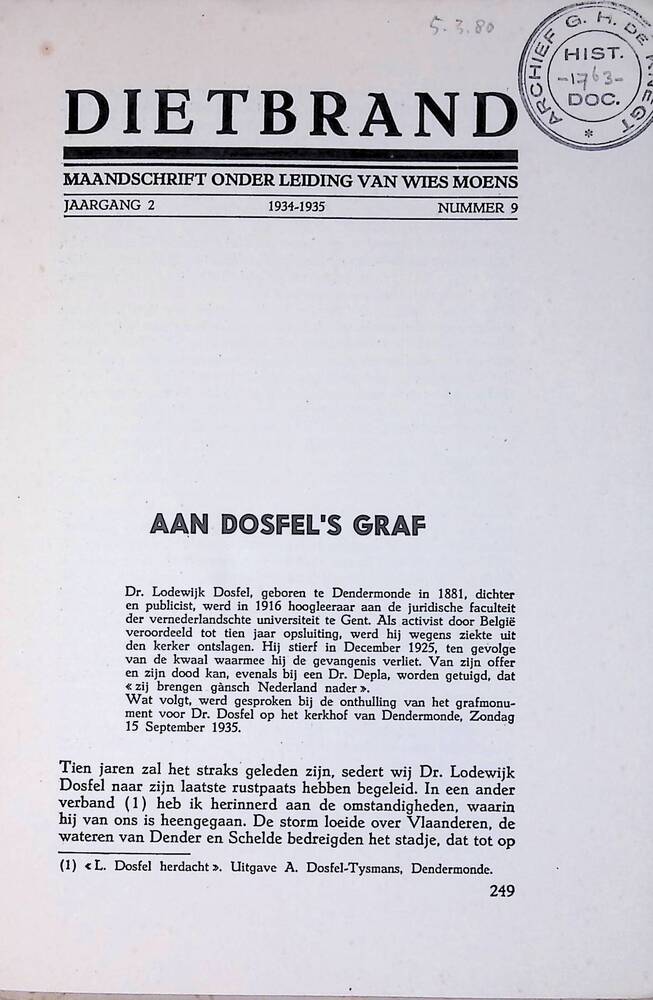 5.3.80
ARCHIEF G. H. DE KNEGT
HIST.
-1763-
DOC.
*
DIETBRAND
MAANDSCHRIFT ONDER LEIDING VAN WIES MOENS
JAARGANG 2 1934-1935 NUMMER 9
AAN DOSFEL'S GRAF
Dr. Lodewijk Dosfel, geboren te Dendermonde in 1881, dichter
en publicist, werd in 1916 hoogleeraar aan de juridische faculteit
der vernederlandschte universiteit te Gent. Als activist door België
veroordeeld tot tien jaar opsluiting, werd hij wegens ziekte uit
den kerker ontslagen. Hij stierf in December 1925, ten gevolge
van de kwaal waarmee hij de gevangenis verliet. Van zijn offer
en zijn dood kan, evenals bij een Dr. Depla, worden getuigd, dat
« zij brengen gànsch Nederland nader ».
Wat volgt, werd gesproken bij de onthulling van het grafmonu-
ment voor Dr. Dosfel op het kerkhof van Dendermonde, Zondag
15 September 1935.
Tien jaren zal het straks geleden zijn, sedert wij Dr. Lodewijk
Dosfel naar zijn laatste rustpaats hebben begeleid. In een ander
verband (1) heb ik herinnerd aan de omstandigheden, waarin
hij van ons is heengegaan. De storm loeide over Vlaanderen, de
wateren van Dender en Schelde bedreigden het stadje, dat tot op
(1) « L. Dosfel herdacht ». Uitgave A. Dosfel-Tysmans, Dendermonde.
249